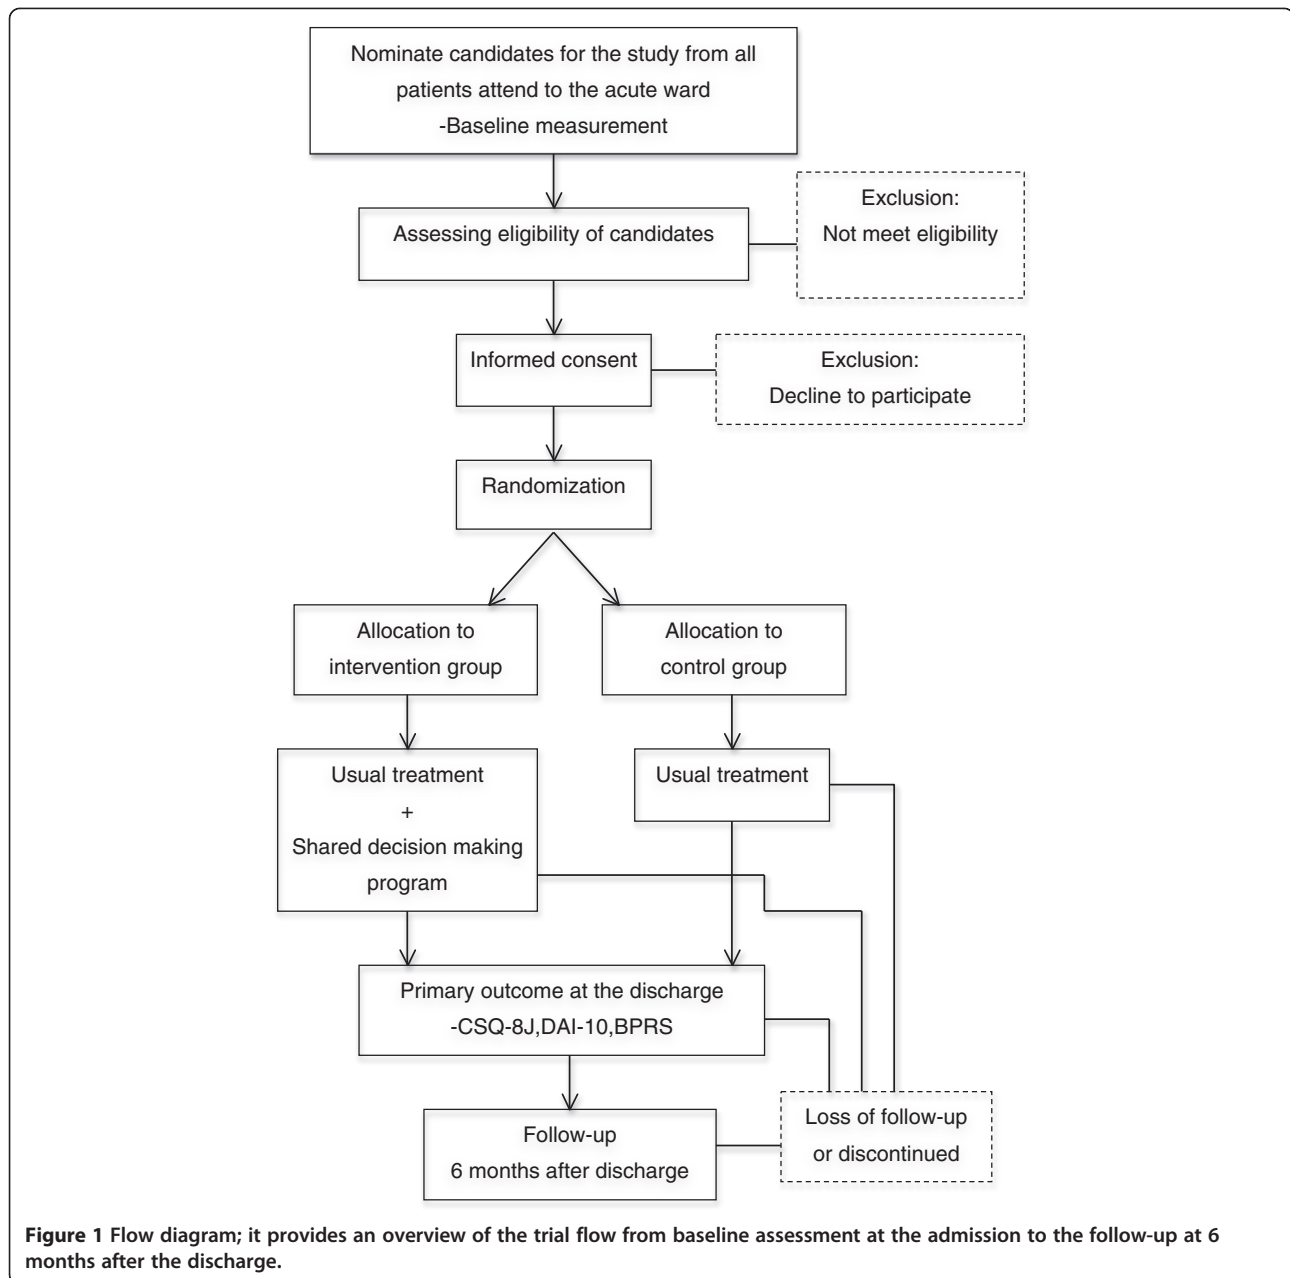 Nominate candidates for the study from all
patients attend to the acute ward
-Baseline measurement
Assessing eligibility of candidates
Exclusion:
Not meet eligibility
Informed consent
Exclusion:
Decline to participate
Randomization
Allocation to
intervention group
Allocation to
control group
Usual treatment
+
Shared decision making
program
Usual treatment
Primary outcome at the discharge
-CSQ-8J,DAI-10,BPRS
Follow-up
6 months after discharge
Loss of follow-up
or discontinued
Figure 1 Flow diagram; it provides an overview of the trial flow from baseline assessment at the admission to the follow-up at 6
months after the discharge.